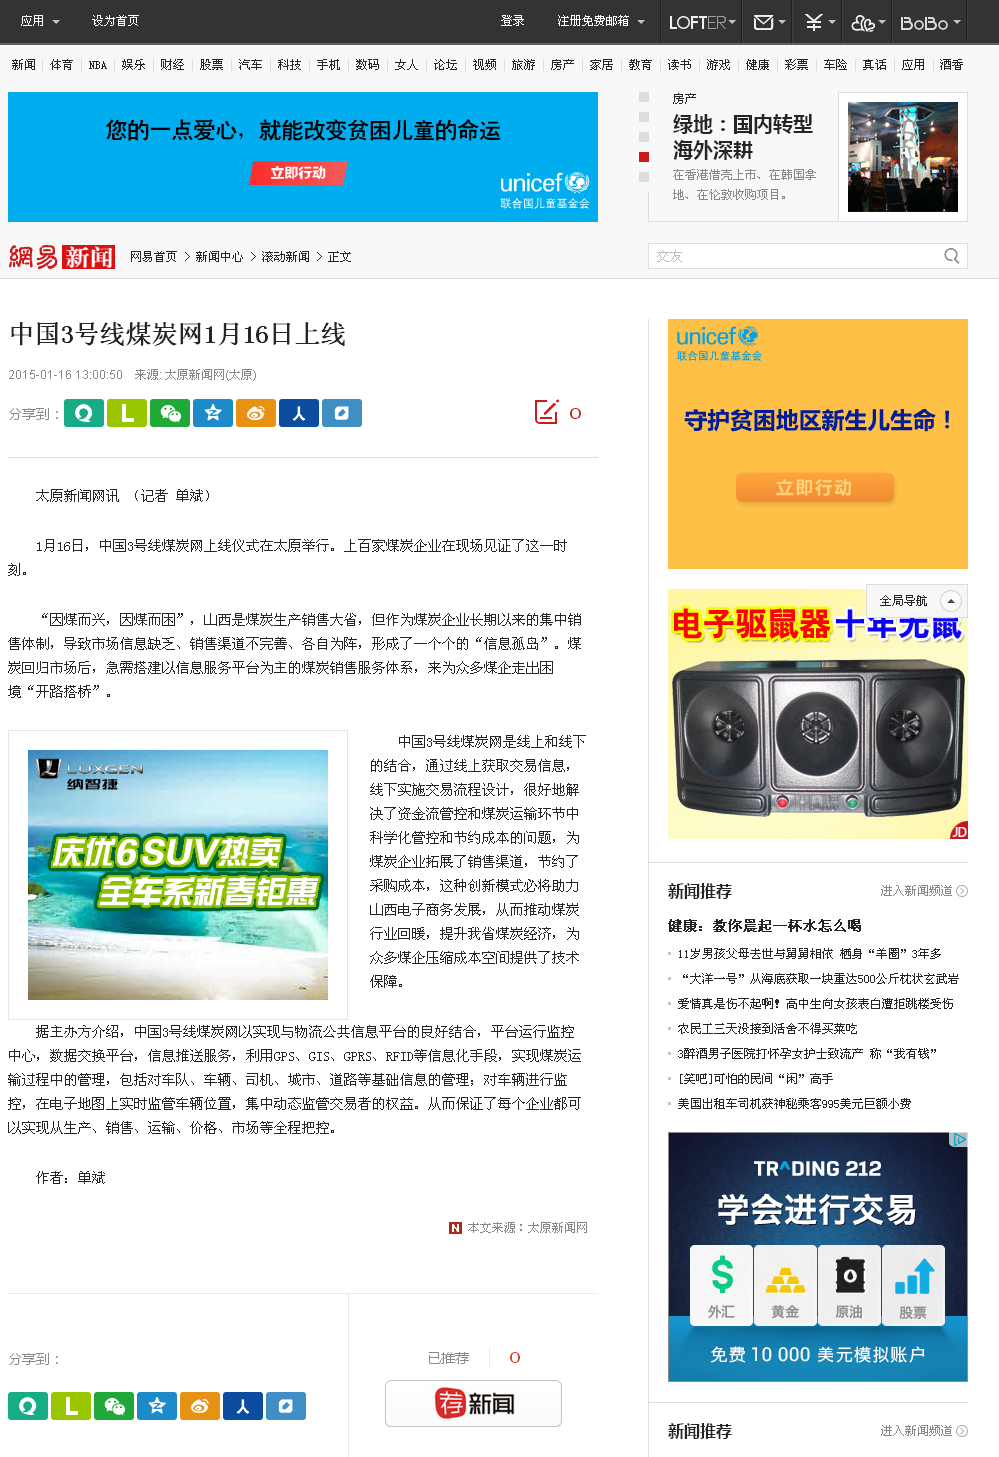 应用 设为首页 登录 注册免费邮箱 LOFTER BoBo
新闻 体育 NBA 娱乐 财经 股票 汽车 科技 手机 数码 女人 论坛 视频 旅游 房产 家居 教育 读书 游戏 健康 彩票 车险 真话 应用 酒香
您的一点爱心，就能改变贫困儿童的命运
立即行动
unicef
联合国儿童基金会
房产
绿地：国内转型
海外深耕
在香港借壳上市、在韩国拿
地、在伦敦收购项目。
網易 新闻 网易首页 > 新闻中心 > 滚动新闻 > 正文
交友
中国3号线煤炭网1月16日上线
2015-01-16 13:00:50 来源: 太原新闻网(太原)
分享到：
0
太原新闻网讯 （记者 单斌）
1月16日，中国3号线煤炭网上线仪式在太原举行。上百家煤炭企业在现场见证了这一时
刻。
“因煤而兴，因煤而困”，山西是煤炭生产销售大省，但作为煤炭企业长期以来的集中销
售体制，导致市场信息缺乏、销售渠道不完善、各自为阵，形成了一个个的“信息孤岛”。煤
炭回归市场后，急需搭建以信息服务平台为主的煤炭销售服务体系，来为众多煤企走出困
境“开路搭桥”。
LUXGEN
纳智捷
庆优6 SUV热卖
全车系新春钜惠
中国3号线煤炭网是线上和线下
的结合，通过线上获取交易信息，
线下实施交易流程设计，很好地解
决了资金流管控和煤炭运输环节中
科学化管控和节约成本的问题，为
煤炭企业拓展了销售渠道，节约了
采购成本，这种创新模式必将助力
山西电子商务发展，从而推动煤炭
行业回暖，提升我省煤炭经济，为
众多煤企压缩成本空间提供了技术
保障。
据主办方介绍，中国3号线煤炭网以实现与物流公共信息平台的良好结合，平台运行监控
中心，数据交换平台，信息推送服务，利用GPS、GIS、GPRS、RFID等信息化手段，实现煤炭运
输过程中的管理，包括对车队、车辆、司机、城市、道路等基础信息的管理；对车辆进行监
控，在电子地图上实时监管车辆位置，集中动态监管交易者的权益。从而保证了每个企业都可
以实现从生产、销售、运输、价格、市场等全程把控。
作者：单斌
N 本文来源：太原新闻网
分享到：
已推荐 0
荐 新闻
unicef
联合国儿童基金会
守护贫困地区新生儿生命！
立即行动
全局导航
电子驱鼠器 十年无鼠
JD
新闻推荐 进入新闻频道
健康：教你晨起一杯水怎么喝
11岁男孩父母去世与舅舅相依 栖身“羊圈”3年多
“大洋一号”从海底获取一块重达500公斤枕状玄武岩
爱情真是伤不起啊！高中生向女孩表白遭拒跳楼受伤
农民工三天没接到活舍不得买菜吃
3醉酒男子医院打怀孕女护士致流产 称“我有钱”
[笑吧]可怕的民间“闲”高手
美国出租车司机获神秘乘客995美元巨额小费
TRADING 212
学会进行交易
外汇 黄金 原油 股票
免费 10 000 美元模拟账户
新闻推荐 进入新闻频道